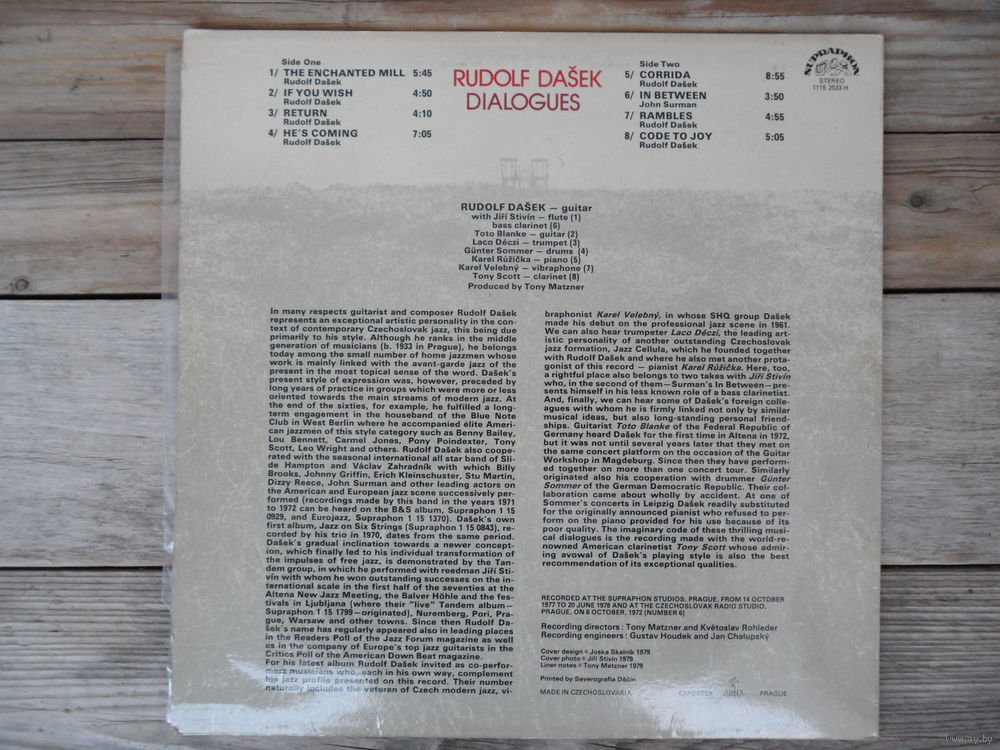 Side One
1/ THE ENCHANTED MILL 5:45
Rudolf Dašek
2/ IF YOU WISH 4:50
Rudolf Dašek
3/ RETURN 4:10
Rudolf Dašek
4/ HE'S COMING 7:05
Rudolf Dašek
RUDOLF DAŠEK
DIALOGUES
Side Two
5/ CORRIDA 8:55
Rudolf Dašek
6/ IN BETWEEN 3:50
John Surman
7/ RAMBLES 4:55
Rudolf Dašek
8/ CODE TO JOY 5:05
Rudolf Dašek
SUPRAPHON
STEREO
1115 2533 H
RUDOLF DAŠEK — guitar
with Jiří Stivín — flute (1)
bass clarinet (6)
Toto Blanke — guitar (2)
Laco Déczi — trumpet (3)
Günter Sommer — drums (4)
Karel Růžička — piano (5)
Karel Velebný — vibraphone (7)
Tony Scott — clarinet (8)
Produced by Tony Matzner
In many respects guitarist and composer Rudolf Dašek
represents an exceptional artistic personality in the con-
text of contemporary Czechoslovak jazz, this being due
primarily to his style. Although he ranks in the middle
generation of musicians (b. 1933 in Prague), he belongs
today among the small number of home jazzmen whose
work is mainly linked with the avant-garde jazz of the
present in the most topical sense of the word. Dašek's
present style of expression was, however, preceded by
long years of practice in groups which were more or less
oriented towards the main streams of modern jazz. At
the end of the sixties, for example, he fulfilled a long-
term engagement in the houseband of the Blue Note
Club in West Berlin where he accompanied élite Ameri-
can jazzmen of this style category such as Benny Bailey,
Lou Bennett, Carmel Jones, Pony Poindexter, Tony
Scott, Leo Wright and others. Rudolf Dašek also coope-
rated with the seasonal international all star band of Sli-
de Hampton and Václav Zahradník with which Billy
Brooks, Johnny Griffin, Erich Kleinschuster, Stu Martin,
Dizzy Reece, John Surman and other leading actors on
the American and European jazz scene successively per-
formed (recordings made by this band in the years 1971
to 1972 can be heard on the B&S album, Supraphon 1 15
0929, and Eurojazz, Supraphon 1 15 1370). Dašek's own
first album, Jazz on Six Strings (Supraphon 1 15 0843), re-
corded by his trio in 1970, dates from the same period.
Dašek's gradual inclination towards a newer concept-
ion, which finally led to his individual transformation of
the impulses of free jazz, is demonstrated by the Tan-
dem group, in which he performed with reedman Jiří Sti-
vín with whom he won outstanding successes on the in-
ternational scale in the first half of the seventies at the
Altena New Jazz Meeting, the Balver Höhle and the fes-
tivals in Ljubljana (where their "live" Tandem album—
Supraphon 1 15 1799—originated), Nuremberg, Pori, Pra-
gue, Warsaw and other towns. Since then Rudolf Da-
šek's name has regularly appeared also in leading places
in the Readers Poll of the Jazz Forum magazine as well
as in the company of Europe's top jazz guitarists in the
Critics Poll of the American Down Beat magazine.
For his latest album Rudolf Dašek invited as co-perfor-
mers musicians who, each in his own way, complement
his jazz profile presented on this record. Their number
naturally includes the veteran of Czech modern jazz, vi-
braphonist Karel Velebný, in whose SHQ group Dašek
made his debut on the professional jazz scene in 1961.
We can also hear trumpeter Laco Déczi, the leading art-
istic personality of another outstanding Czechoslovak
jazz formation, Jazz Cellula, which he founded together
with Rudolf Dašek and where he also met another prota-
gonist of this record — pianist Karel Růžička. Here, too,
a rightful place also belongs to two takes with Jiří Stivín
who, in the second of them—Surman's In Between—pre-
sents himself in his less known role of a bass clarinetist.
And, finally, we can hear some of Dašek's foreign colle-
agues with whom he is firmly linked not only by similar
musical ideas, but also long-standing personal friend-
ships. Guitarist Toto Blanke of the Federal Republic of
Germany heard Dašek for the first time in Altena in 1972,
but it was not until several years later that they met on
the same concert platform on the occasion of the Guitar
Workshop in Magdeburg. Since then they have perform-
ed together on more than one concert tour. Similarly
originated also his cooperation with drummer Günter
Sommer of the German Democratic Republic. Their col-
laboration came about wholly by accident. At one of
Sommer's concerts in Leipzig Dašek readily substituted
for the originally announced pianist who refused to per-
form on the piano provided for his use because of its
poor quality. The imaginary code of these thrilling musi-
cal dialogues is the recording made with the world-re-
nowned American clarinetist Tony Scott whose admir-
ing avowal of Dašek's playing style is also the best
recommendation of its exceptional qualities.
RECORDED AT THE SUPRAPHON STUDIOS, PRAGUE, FROM 14 OCTOBER
1977 TO 20 JUNE 1978 AND AT THE CZECHOSLOVAK RADIO STUDIO,
PRAGUE, ON 6 OCTOBER, 1972 (NUMBER 6)
Recording directors: Tony Matzner and Květoslav Rohleder
Recording engineers: Gustav Houdek and Jan Chalupský
Cover design © Joska Skalník 1979
Cover photo © Jiří Stivín 1979
Liner notes © Tony Matzner 1979
Printed by Severografia Děčín
MADE IN CZECHOSLOVAKIA EXPORTER ARTIA PRAGUE
www.ay.by